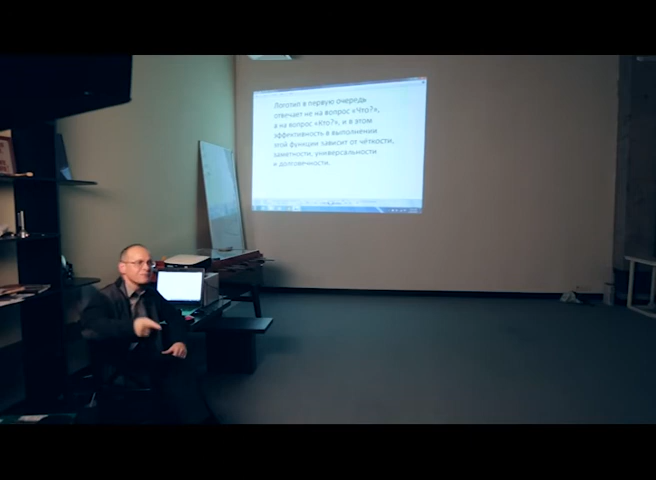 Логотип в первую очередь
отвечает не на вопрос «Что?»,
а на вопрос «Кто?», и в этом
эффективность в выполнении
этой функции зависит от чёткости,
заметности, универсальности
и долговечности.